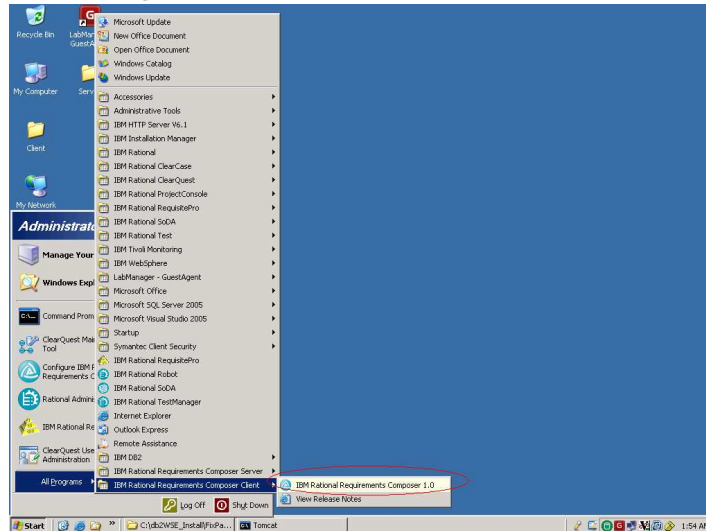 Recycle Bin
LabMan
GuestA
My Computer
Serv
Client
My Network
Administrat
Manage Your
Windows Expl
Command Prom
ClearQuest Mai
Tool
Configure IBM R
Requirements C
Rational Admini
IBM Rational Re
ClearQuest Use
Administration
All Programs
Microsoft Update
New Office Document
Open Office Document
Windows Catalog
Windows Update
Accessories
Administrative Tools
IBM HTTP Server V6.1
IBM Installation Manager
IBM Rational
IBM Rational ClearCase
IBM Rational ClearQuest
IBM Rational ProjectConsole
IBM Rational RequisitePro
IBM Rational SoDA
IBM Rational Test
IBM Tivoli Monitoring
IBM WebSphere
LabManager - GuestAgent
Microsoft Office
Microsoft SQL Server 2005
Microsoft Visual Studio 2005
Startup
Symantec Client Security
IBM Rational RequisitePro
IBM Rational Robot
IBM Rational SoDA
IBM Rational TestManager
Internet Explorer
Outlook Express
Remote Assistance
IBM DB2
IBM Rational Requirements Composer Server
IBM Rational Requirements Composer Client
IBM Rational Requirements Composer 1.0
View Release Notes
Log Off
Shut Down
Start
C:\db2WSE_Install\FixPa...
Tomcat
1:54 AM